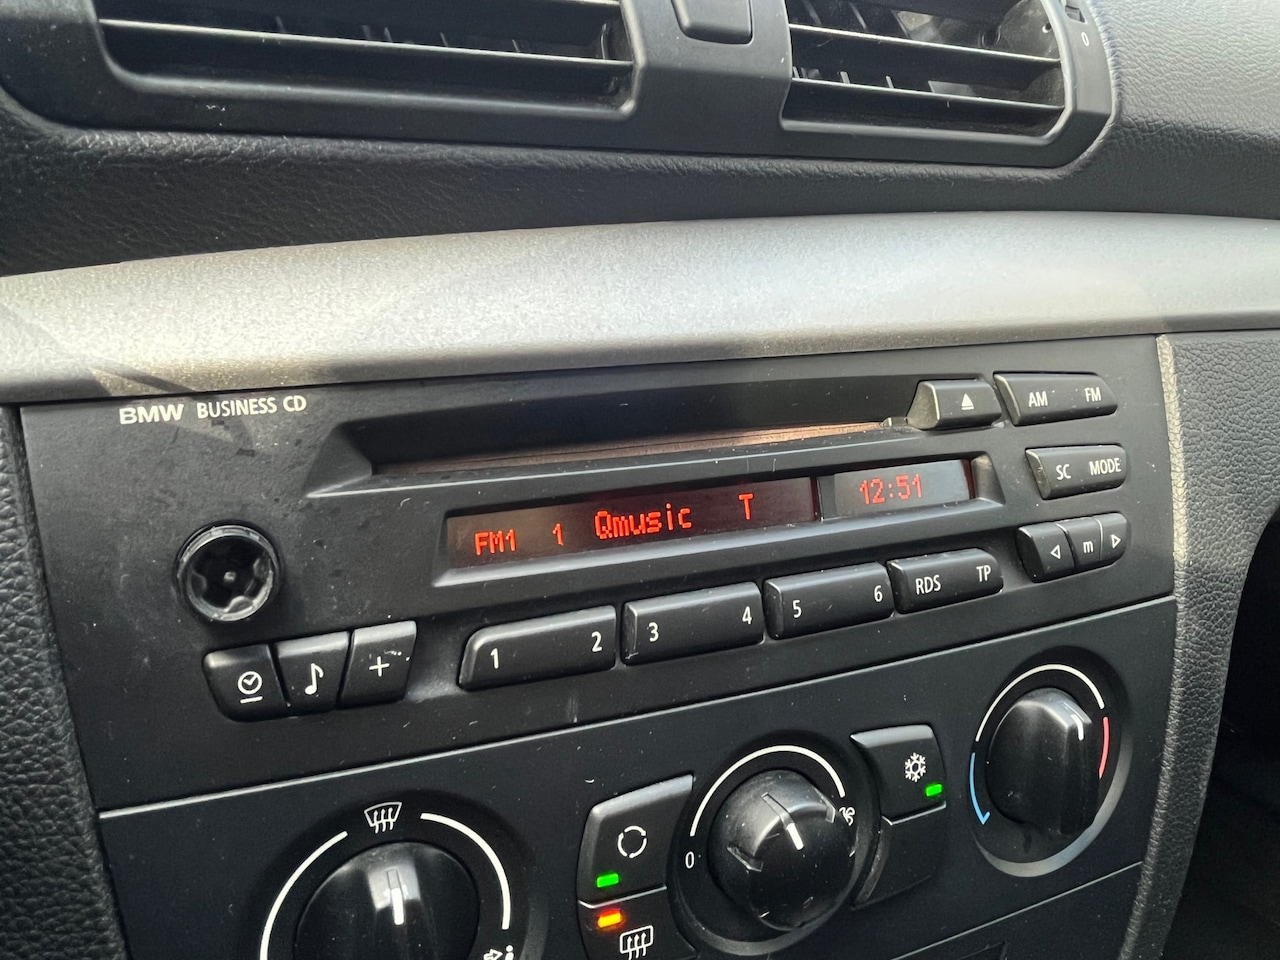 0
BMW BUSINESS CD
AM FM
SC MODE
FM1 1 Qmusic T 12:51
m
1 2 3 4 5 6 RDS TP
0